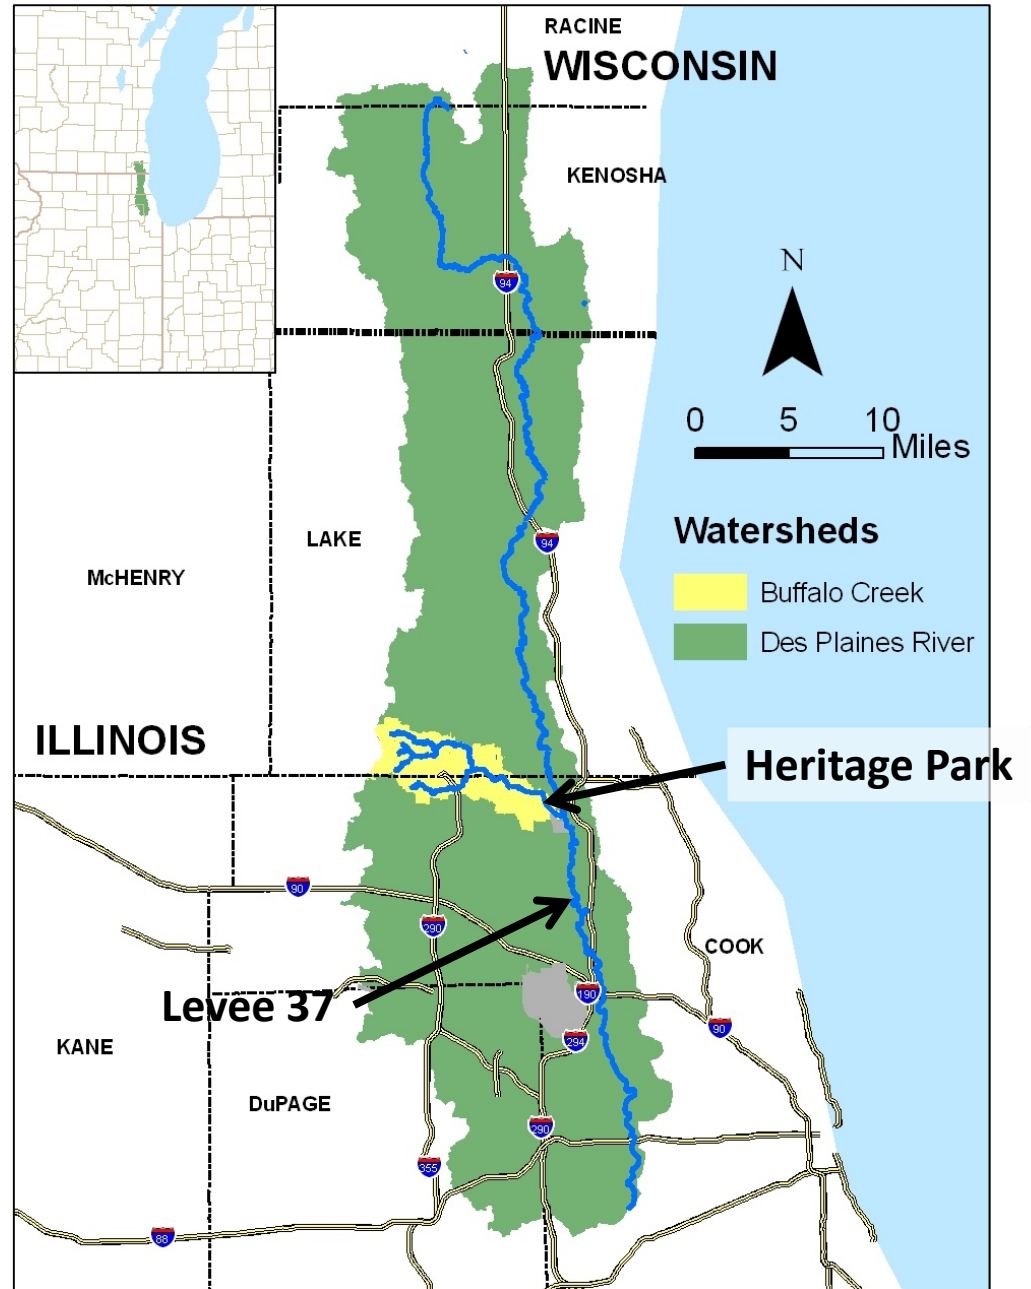 RACINE
WISCONSIN
KENOSHA
N
94
0 5 10
Miles
94
LAKE
McHENRY
Watersheds
Buffalo Creek
Des Plaines River
ILLINOIS
Heritage Park
90
290
COOK
Levee 37
190
90
294
KANE
DuPAGE
290
355
88